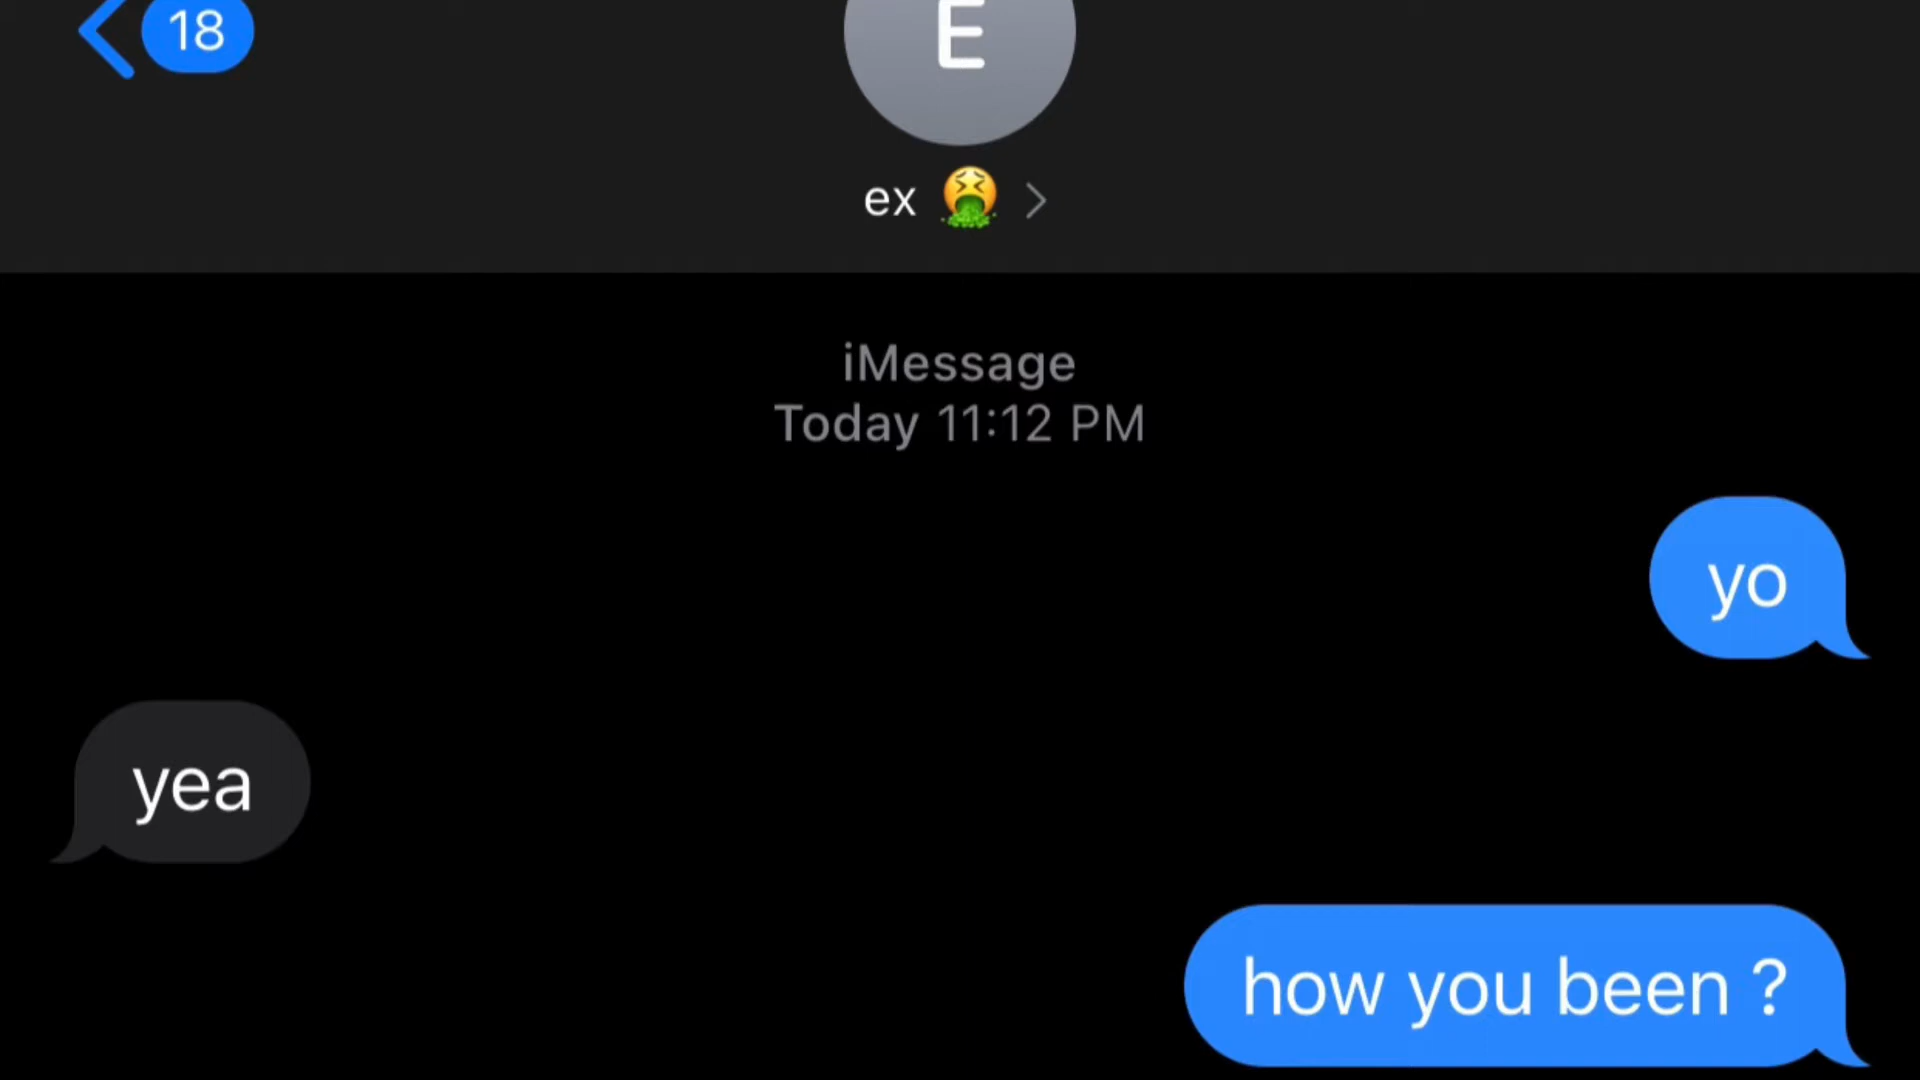 18
E
ex 🤮 >
iMessage
Today 11:12 PM
yo
yea
how you been ?